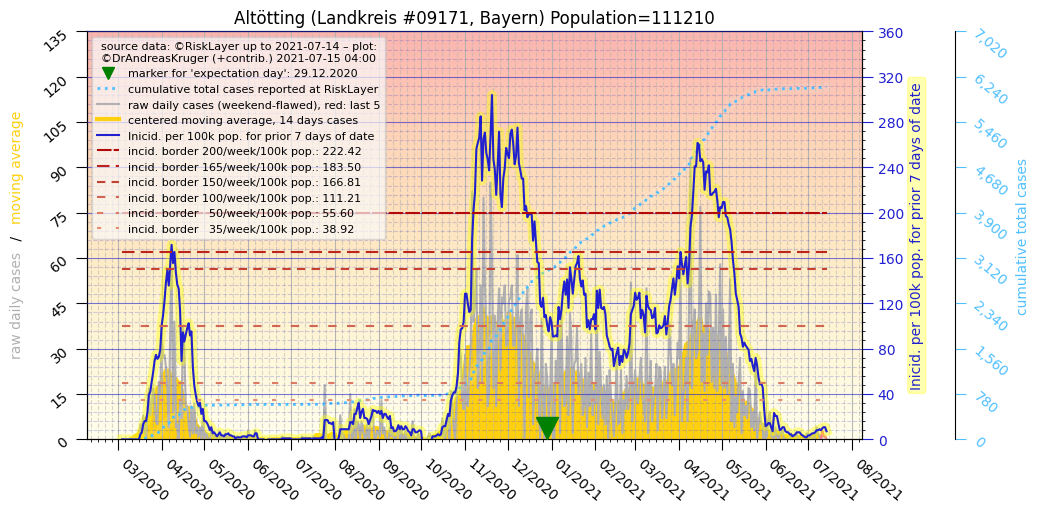 Altötting (Landkreis #09171, Bayern) Population=111210
source data: ©RiskLayer up to 2021-07-14 – plot:
©DrAndreasKruger (+contrib.) 2021-07-15 04:00
marker for 'expectation day': 29.12.2020
cumulative total cases reported at RiskLayer
raw daily cases (weekend-flawed), red: last 5
centered moving average, 14 days cases
Inicid. per 100k pop. for prior 7 days of date
incid. border 200/week/100k pop.: 222.42
incid. border 165/week/100k pop.: 183.50
incid. border 150/week/100k pop.: 166.81
incid. border 100/week/100k pop.: 111.21
incid. border   50/week/100k pop.: 55.60
incid. border   35/week/100k pop.: 38.92
raw daily cases   /   moving average
135
120
105
90
75
60
45
30
15
0
360
320
280
240
200
160
120
80
40
0
Inicid. per 100k pop. for prior 7 days of date
7,020
6,240
5,460
4,680
3,900
3,120
2,340
1,560
780
0
cumulative total cases
03/2020
04/2020
05/2020
06/2020
07/2020
08/2020
09/2020
10/2020
11/2020
12/2020
01/2021
02/2021
03/2021
04/2021
05/2021
06/2021
07/2021
08/2021